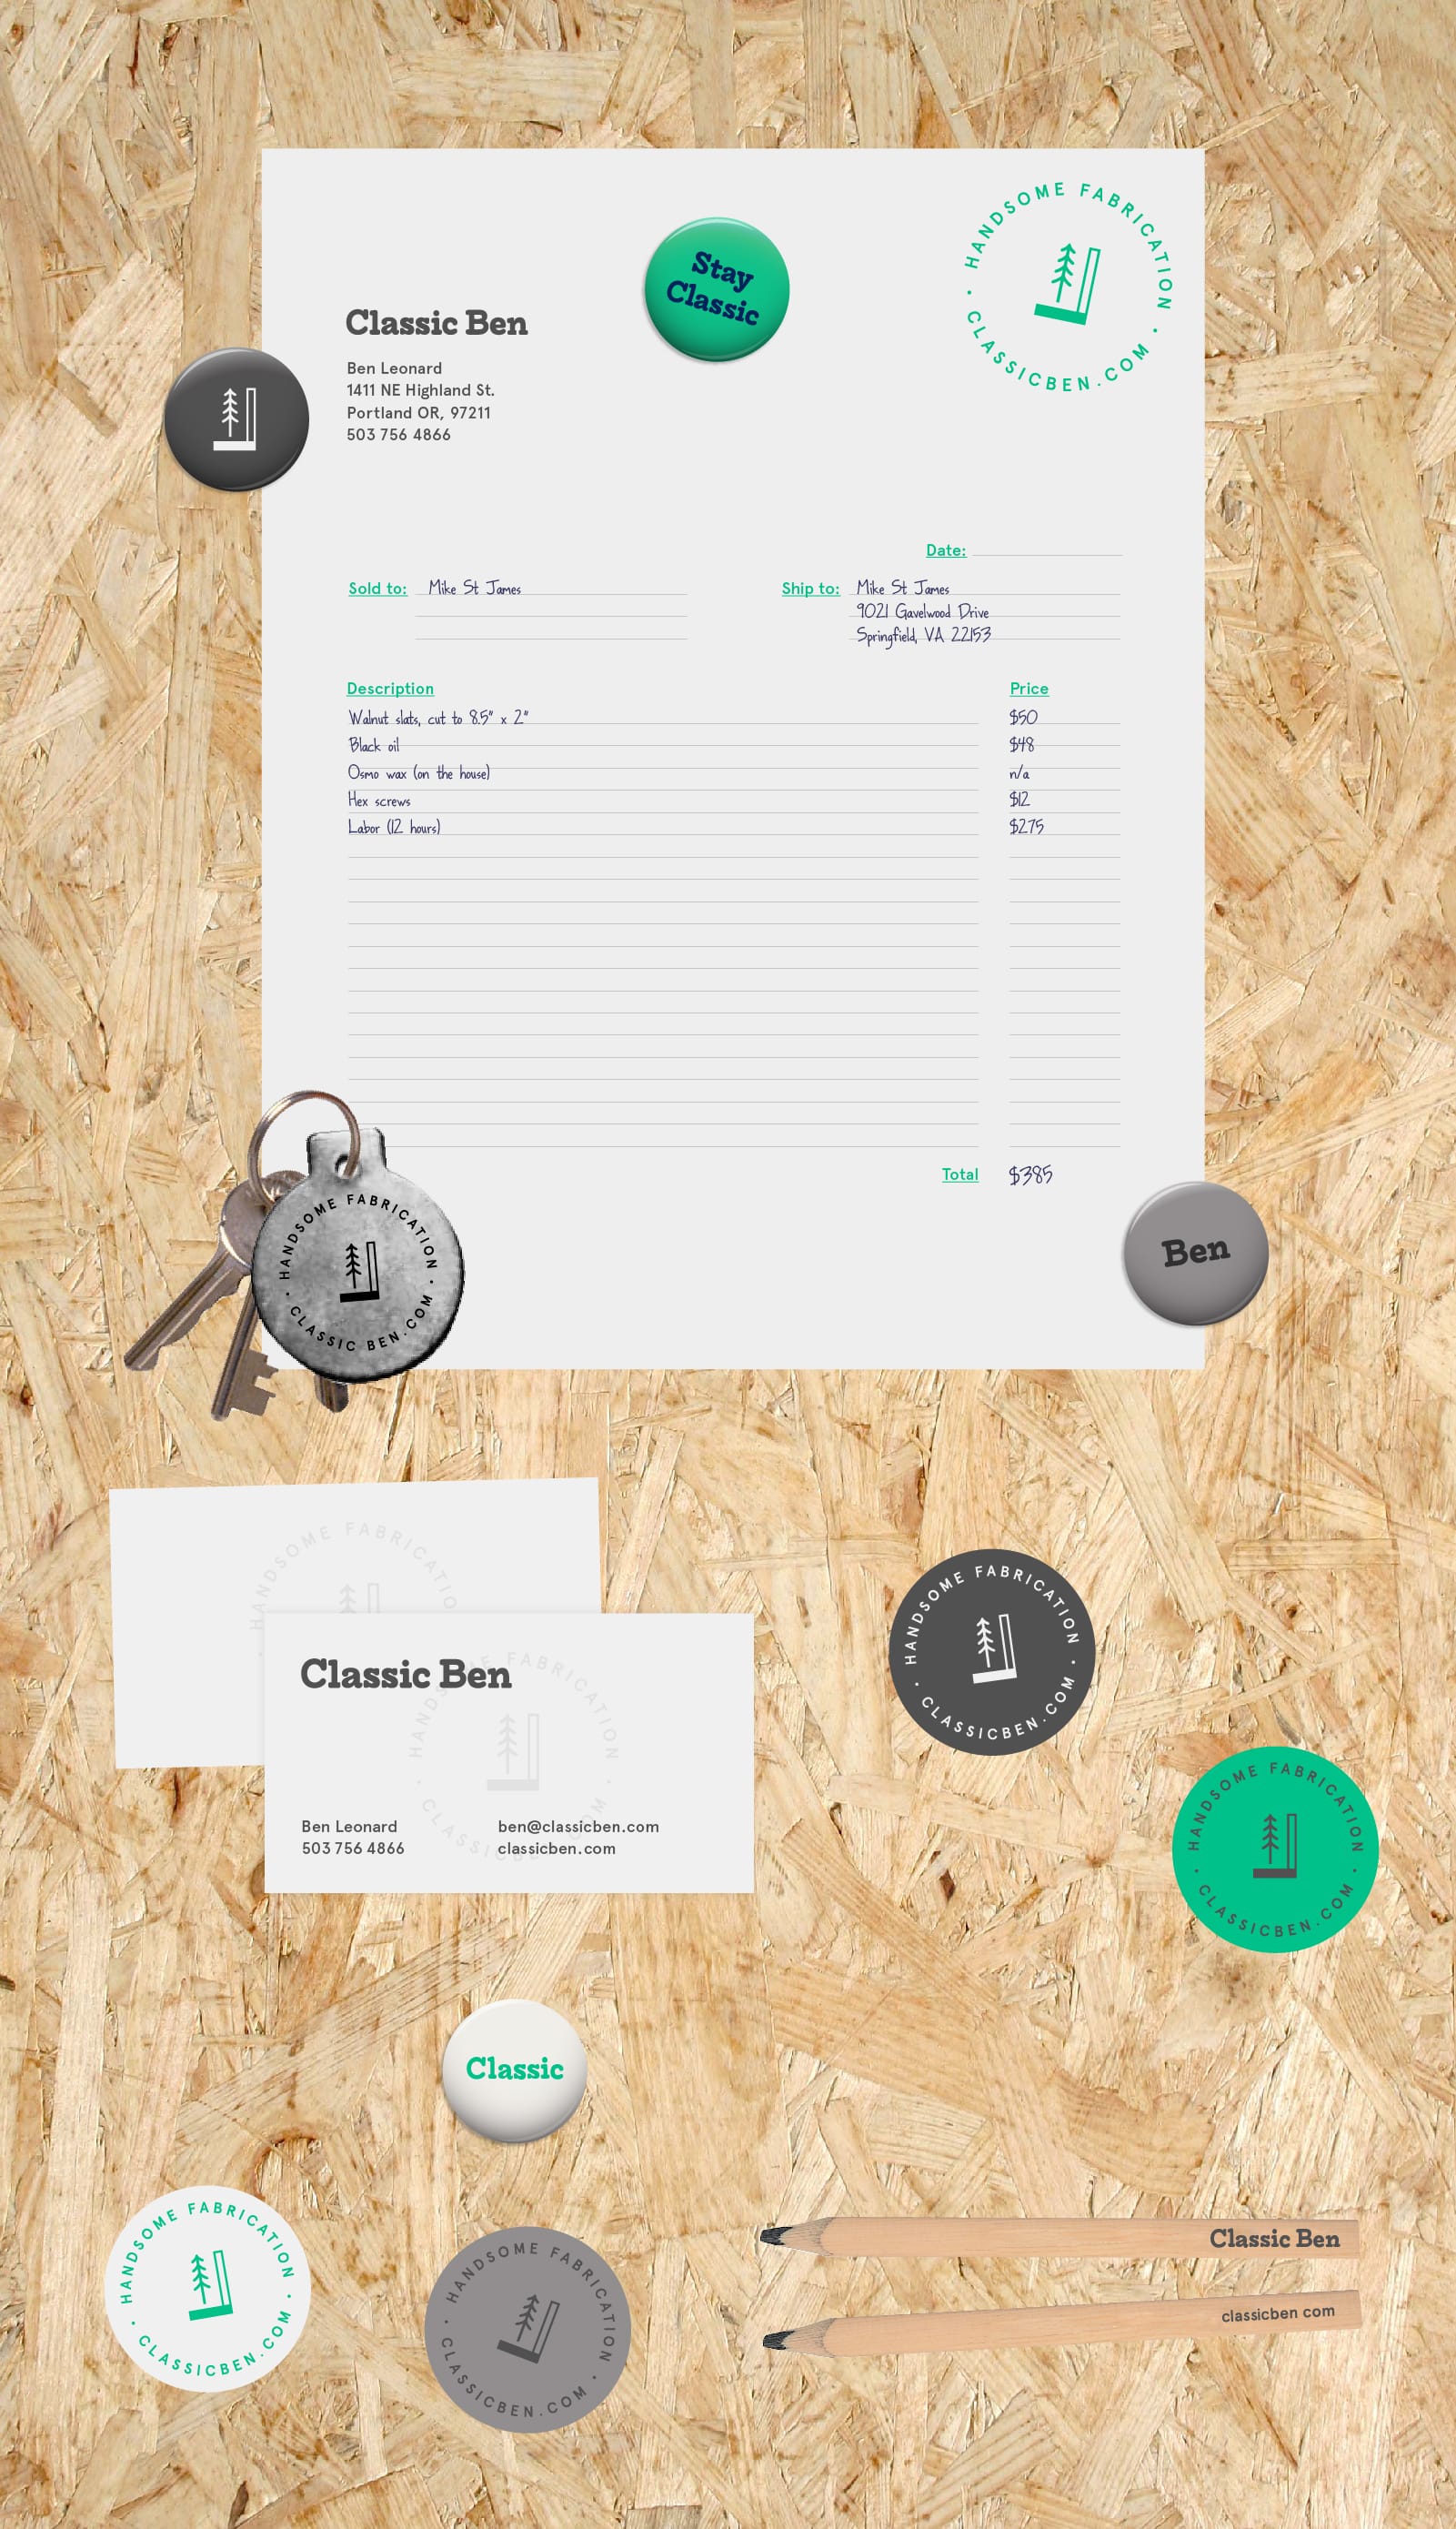 HANDSOME FABRICATION · CLASSICBEN.COM ·
Stay
Classic
Classic Ben
Ben Leonard
1411 NE Highland St.
Portland OR, 97211
503 756 4866
Date:
Sold to: Mike St James
Ship to: Mike St James
9021 Gavelwood Drive
Springfield, VA 22153
Description Price
Walnut slats, cut to 8.5" x 2" $50
Black oil $48
Osmo wax (on the house) n/a
Hex screws $12
Labor (12 hours) $275
Total $385
Ben
HANDSOME FABRICATION · CLASSIC BEN.COM ·
HANDSOME FABRICATION
Classic Ben
HANDSOME FABRICATION · CLASSICBEN.COM ·
Ben Leonard ben@classicben.com
503 756 4866 classicben.com
HANDSOME FABRICATION · CLASSICBEN.COM ·
HANDSOME FABRICATION · CLASSICBEN.COM ·
Classic
HANDSOME FABRICATION · CLASSICBEN.COM ·
HANDSOME FABRICATION · CLASSICBEN.COM ·
Classic Ben
classicben com